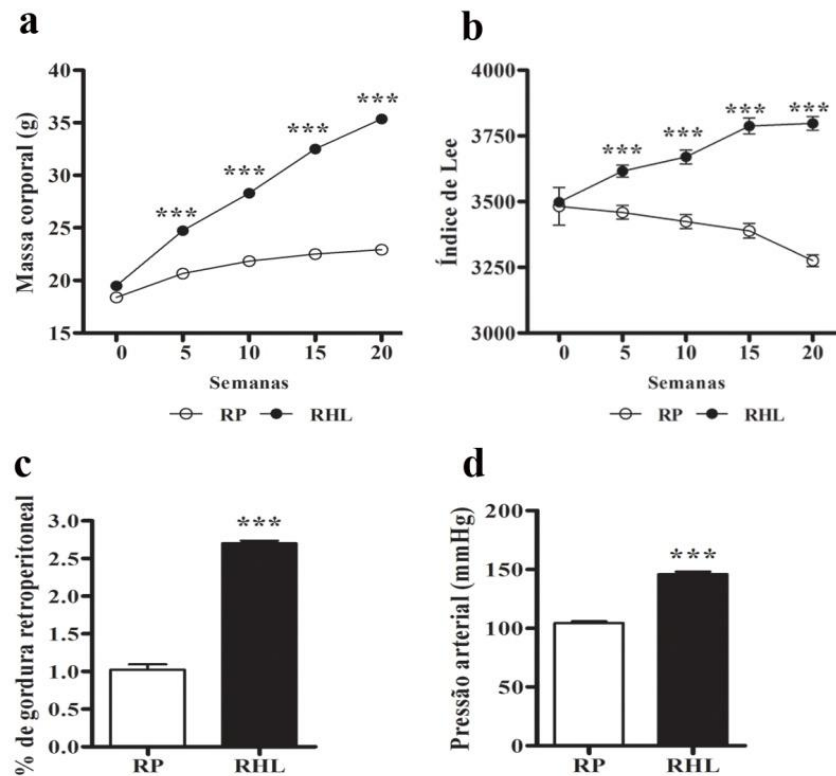 a
Massa corporal (g)
40
35
30
25
20
15
***
***
***
***
0 5 10 15 20
Semanas
RP RHL
b
Índice de Lee
4000
3750
3500
3250
3000
***
***
***
***
0 5 10 15 20
Semanas
RP RHL
c
% de gordura retroperitoneal
3.0
2.5
2.0
1.5
1.0
0.5
0.0
***
RP RHL
d
Pressão arterial (mmHg)
200
150
100
50
0
***
RP RHL